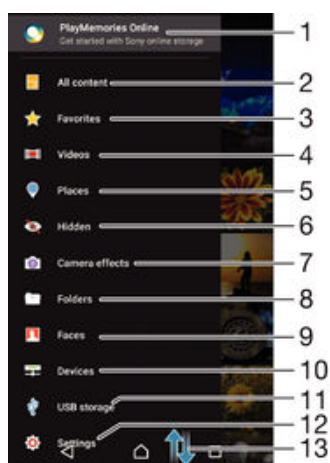 PlayMemories Online 1
Get started with Sony online storage
All content 2
Favorites 3
Videos 4
Places 5
Hidden 6
Camera effects 7
Folders 8
Faces 9
Devices 10
USB storage 11
Settings 12
13